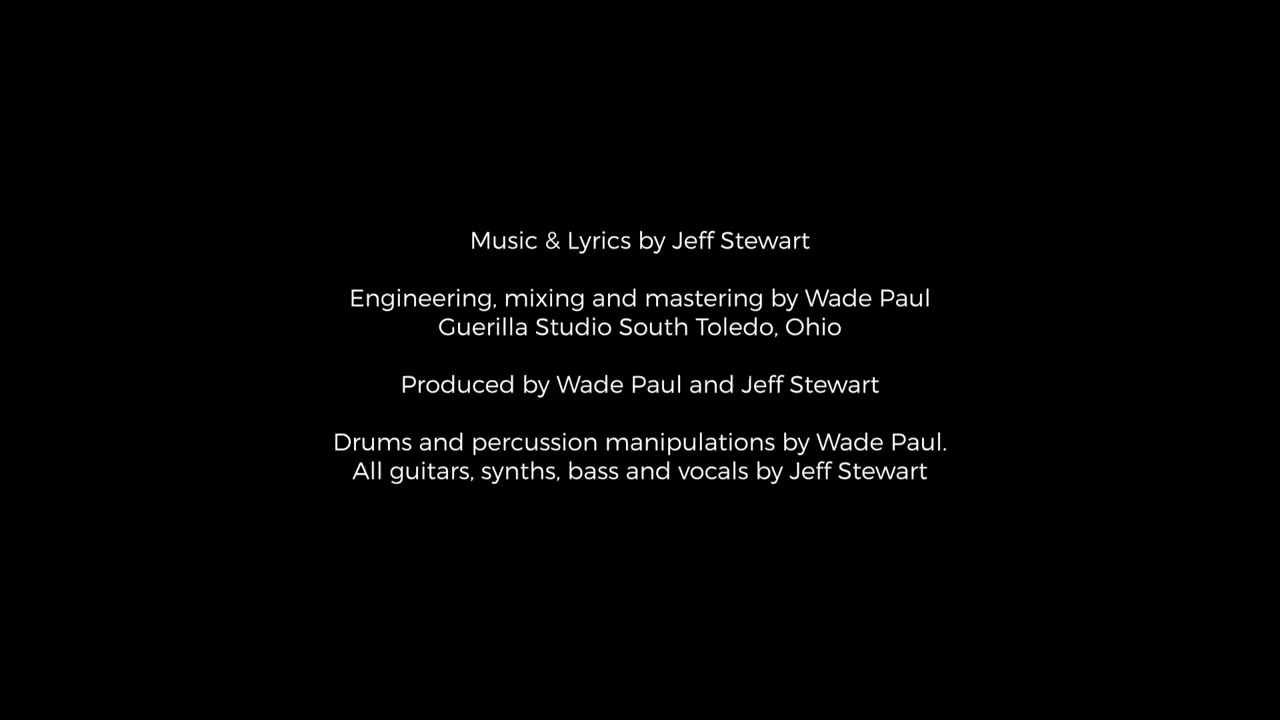 Music & Lyrics by Jeff Stewart
Engineering, mixing and mastering by Wade Paul
Guerilla Studio South Toledo, Ohio
Produced by Wade Paul and Jeff Stewart
Drums and percussion manipulations by Wade Paul.
All guitars, synths, bass and vocals by Jeff Stewart